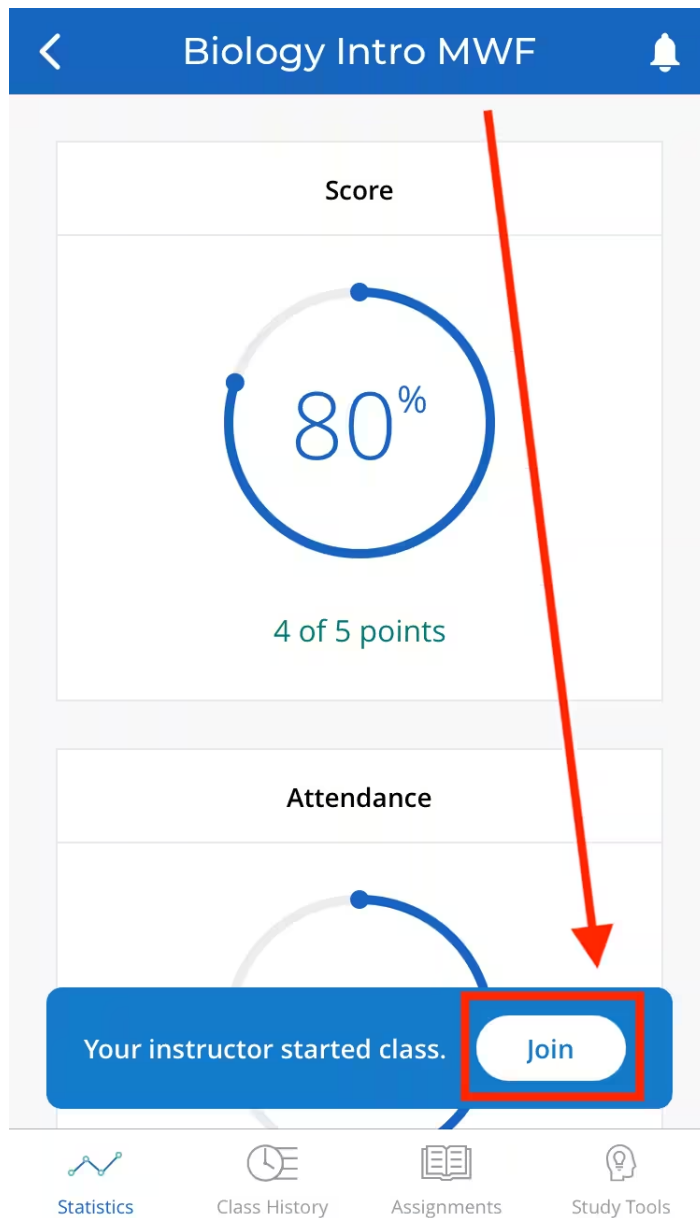 Biology Intro MWF
Score
80%
4 of 5 points
Attendance
Your instructor started class. Join
Statistics Class History Assignments Study Tools